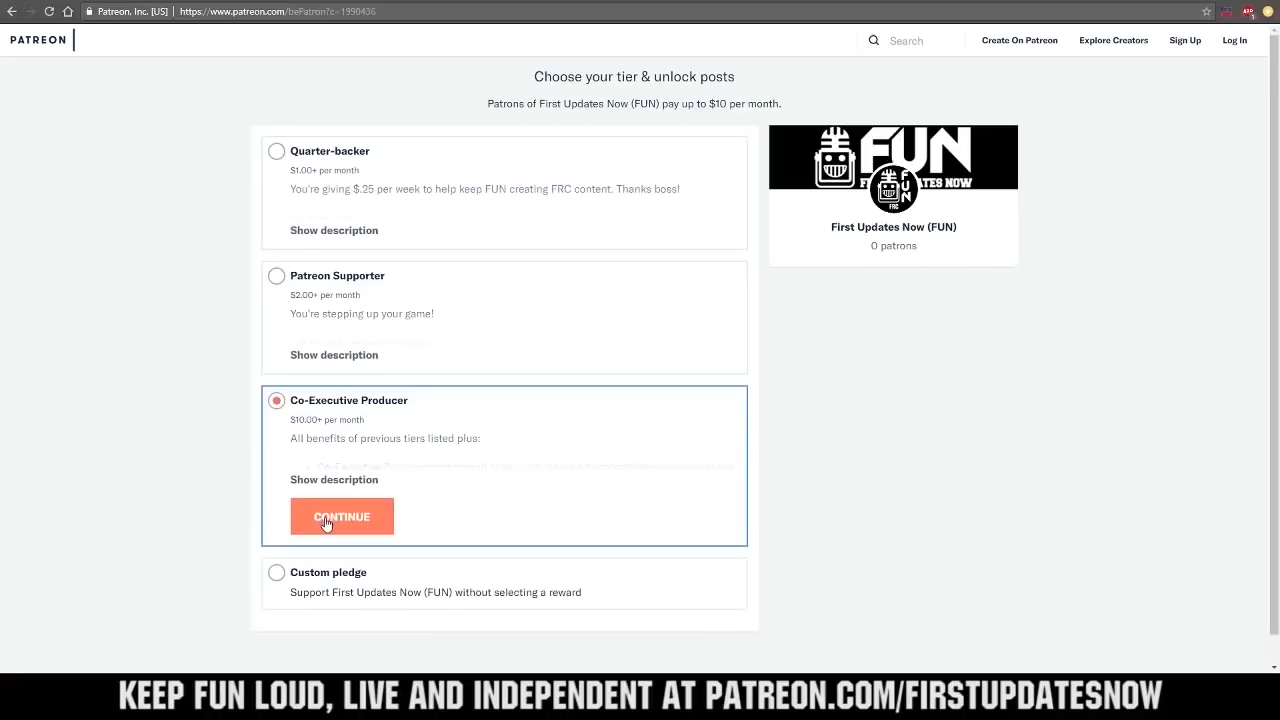 Patreon, Inc. [US] | https://www.patreon.com/bePatron?c=1990436
PATREON
Search
Create On Patreon
Explore Creators
Sign Up
Log In
Choose your tier & unlock posts
Patrons of First Updates Now (FUN) pay up to $10 per month.
Quarter-backer
$1.00+ per month
You're giving $.25 per week to help keep FUN creating FRC content. Thanks boss!
Show description
Patreon Supporter
$2.00+ per month
You're stepping up your game!
Show description
Co-Executive Producer
$10.00+ per month
All benefits of previous tiers listed plus:
Show description
CONTINUE
Custom pledge
Support First Updates Now (FUN) without selecting a reward
FUN
ATES NOW
FUN
FRC
First Updates Now (FUN)
0 patrons
KEEP FUN LOUD, LIVE AND INDEPENDENT AT PATREON.COM/FIRSTUPDATESNOW